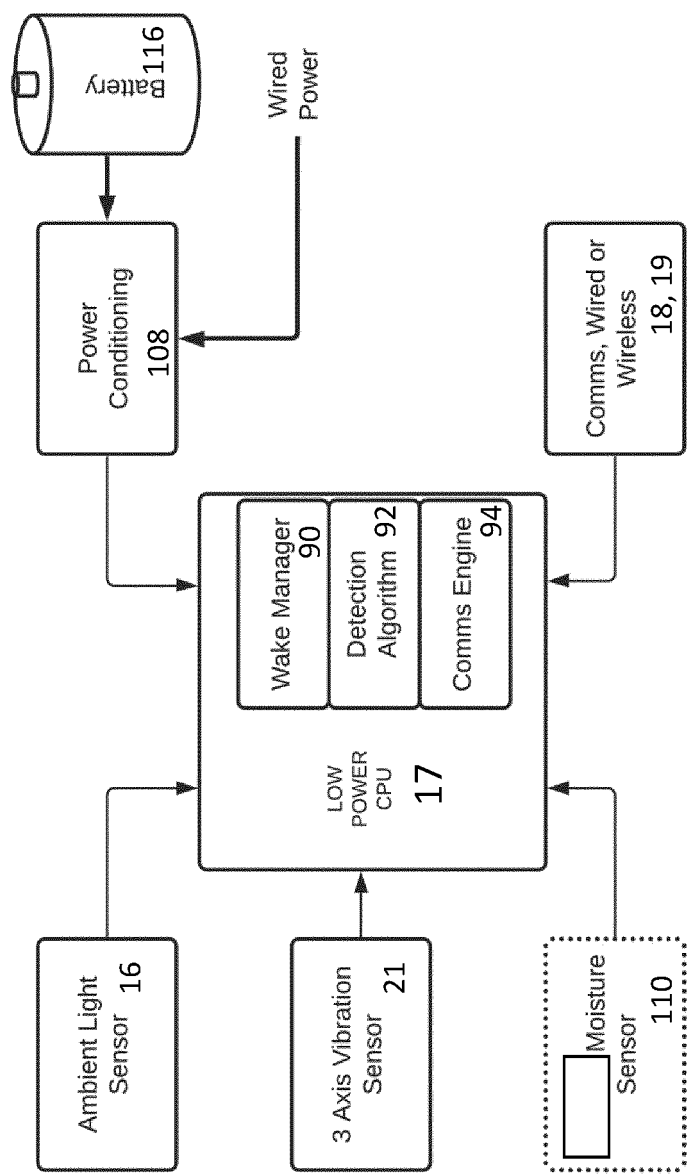 Ambient Light
Sensor 16
3 Axis Vibration
Sensor 21
Moisture
Sensor
110
LOW
POWER
CPU
17
Wake Manager
90
Detection
Algorithm 92
Comms Engine
94
Power
Conditioning
108
Battery
116
Wired
Power
Comms, Wired or
Wireless
18, 19